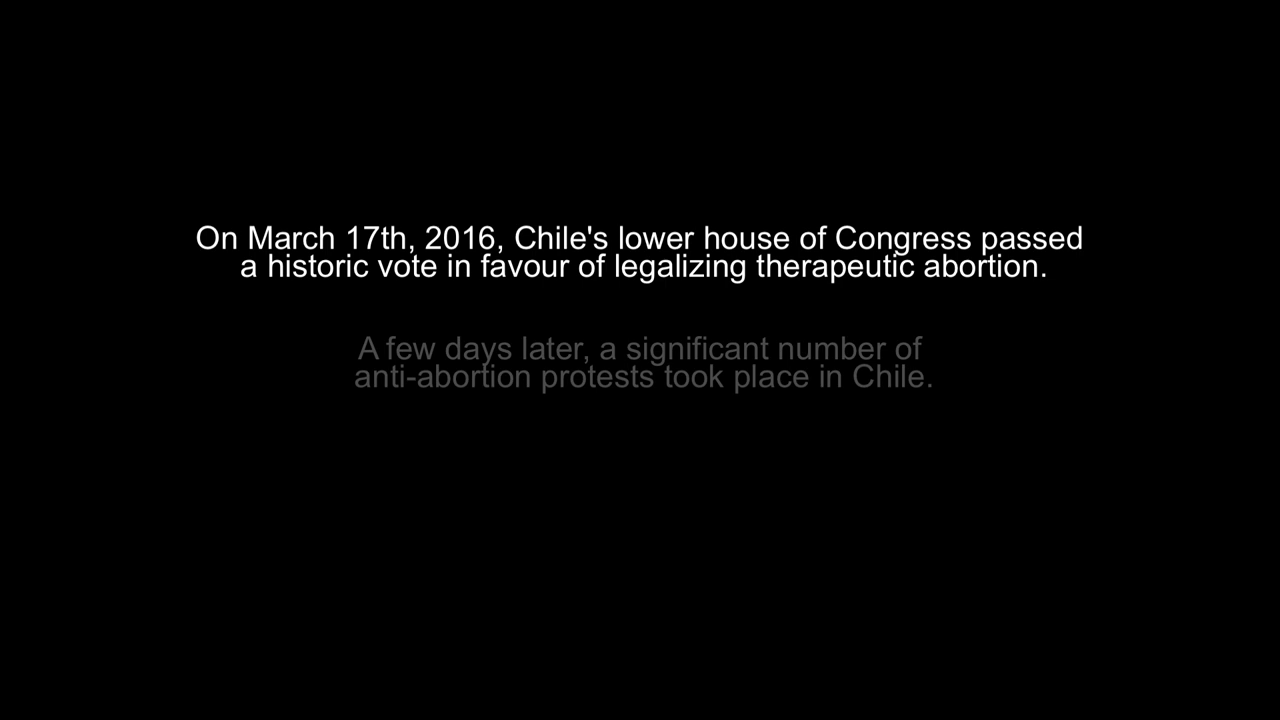 On March 17th, 2016, Chile's lower house of Congress passed
a historic vote in favour of legalizing therapeutic abortion.
A few days later, a significant number of
anti-abortion protests took place in Chile.